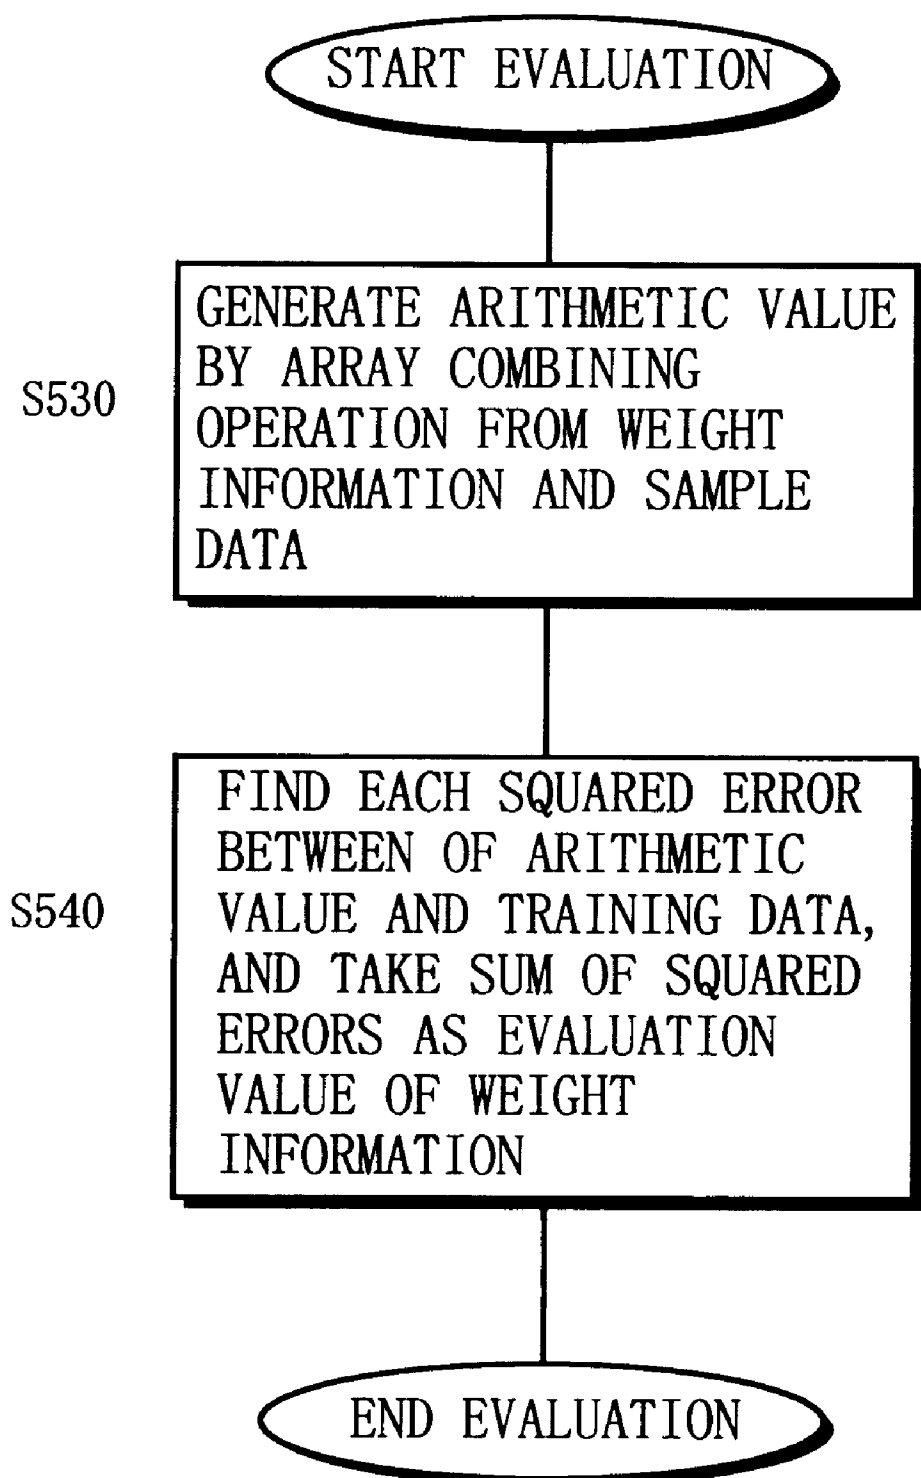 START EVALUATION
S530
GENERATE ARITHMETIC VALUE
BY ARRAY COMBINING
OPERATION FROM WEIGHT
INFORMATION AND SAMPLE
DATA
S540
FIND EACH SQUARED ERROR
BETWEEN OF ARITHMETIC
VALUE AND TRAINING DATA,
AND TAKE SUM OF SQUARED
ERRORS AS EVALUATION
VALUE OF WEIGHT
INFORMATION
END EVALUATION